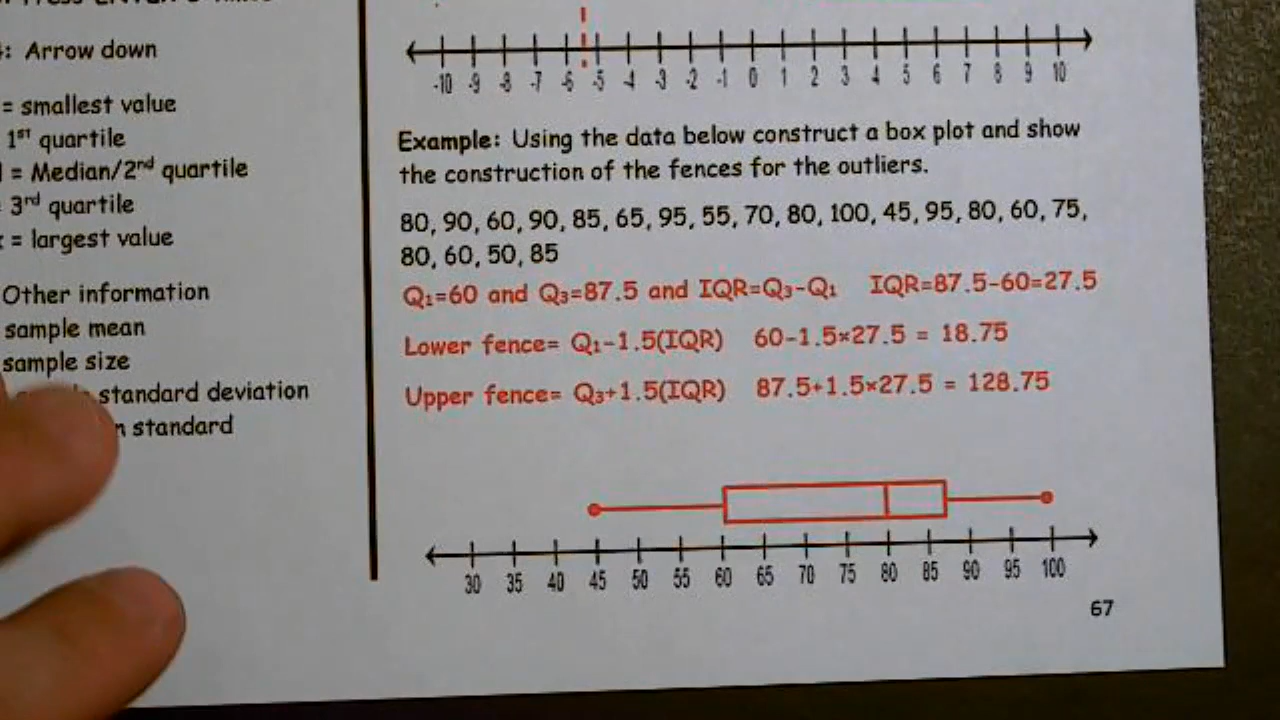 : Arrow down
= smallest value
1st quartile
= Median/2nd quartile
3rd quartile
= largest value
Other information
sample mean
sample size
standard deviation
standard
-10 -9 -8 -7 -6 -5 -4 -3 -2 -1 0 1 2 3 4 5 6 7 8 9 10
Example: Using the data below construct a box plot and show
the construction of the fences for the outliers.
80, 90, 60, 90, 85, 65, 95, 55, 70, 80, 100, 45, 95, 80, 60, 75,
80, 60, 50, 85
Q1=60 and Q3=87.5 and IQR=Q3-Q1 IQR=87.5-60=27.5
Lower fence= Q1-1.5(IQR) 60-1.5×27.5 = 18.75
Upper fence= Q3+1.5(IQR) 87.5+1.5×27.5 = 128.75
30 35 40 45 50 55 60 65 70 75 80 85 90 95 100
67